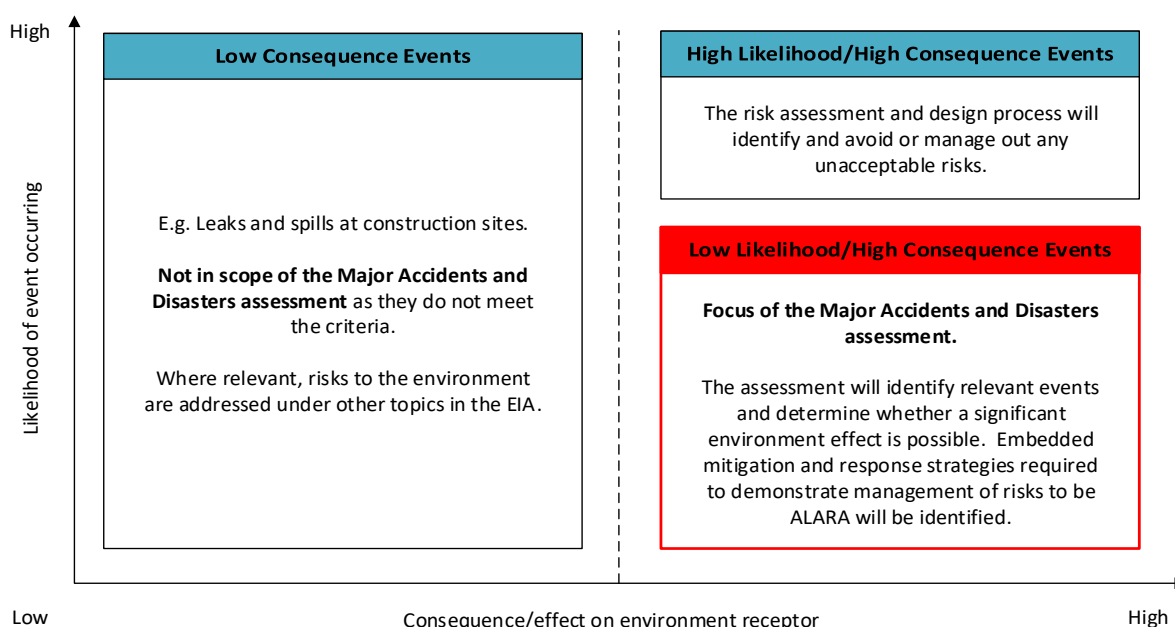 High
Likelihood of event occurring
Low Consequence Events
E.g. Leaks and spills at construction sites.
Not in scope of the Major Accidents and
Disasters assessment as they do not meet
the criteria.
Where relevant, risks to the environment
are addressed under other topics in the EIA.
High Likelihood/High Consequence Events
The risk assessment and design process will
identify and avoid or manage out any
unacceptable risks.
Low Likelihood/High Consequence Events
Focus of the Major Accidents and Disasters
assessment.
The assessment will identify relevant events
and determine whether a significant
environment effect is possible.  Embedded
mitigation and response strategies required
to demonstrate management of risks to be
ALARA will be identified.
Low
Consequence/effect on environment receptor
High